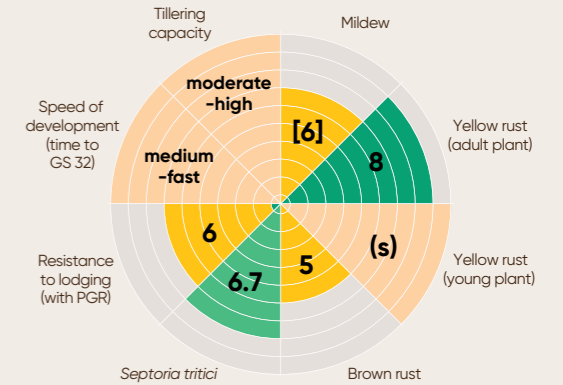 Tillering
capacity
Mildew
moderate
-high
[6]
Speed of
development
(time to
GS 32)
medium
-fast
8
Yellow rust
(adult plant)
6
6.7
5
(s)
Resistance
to lodging
(with PGR)
Yellow rust
(young plant)
Septoria tritici
Brown rust